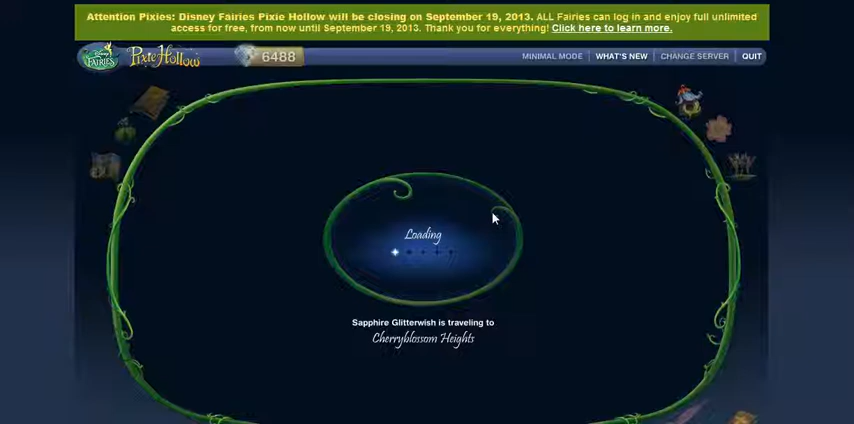 Attention Pixies: Disney Fairies Pixie Hollow will be closing on September 19, 2013. ALL Fairies can log in and enjoy full unlimited
access for free, from now until September 19, 2013. Thank you for everything! Click here to learn more.
Disney FAIRIES Pixie Hollow 6488 MINIMAL MODE | WHAT'S NEW | CHANGE SERVER | QUIT
Loading
Sapphire Glitterwish is traveling to
Cherryblossom Heights